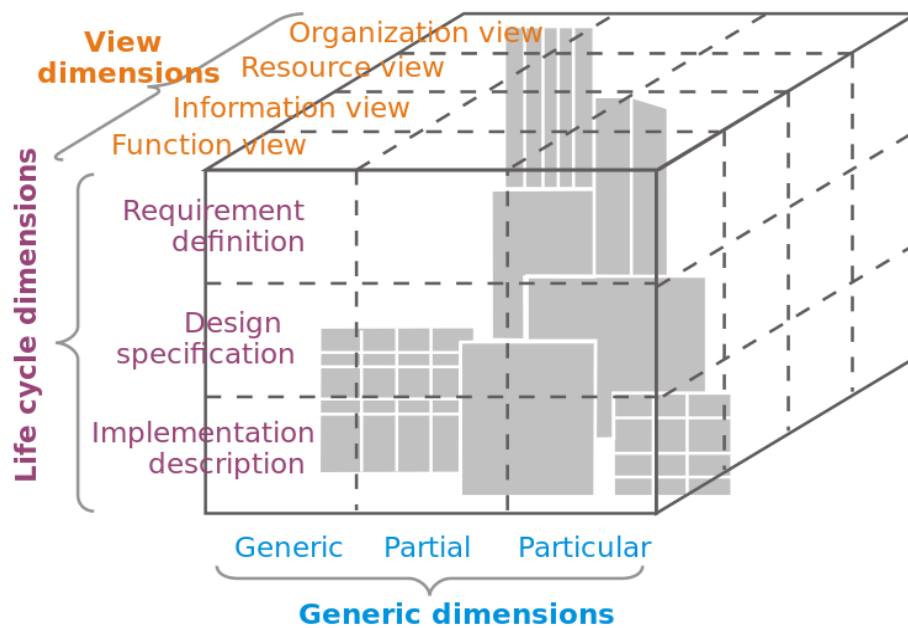 View
dimensions
Organization view
Resource view
Information view
Function view
Life cycle dimensions
Requirement
definition
Design
specification
Implementation
description
Generic
Partial
Particular
Generic dimensions